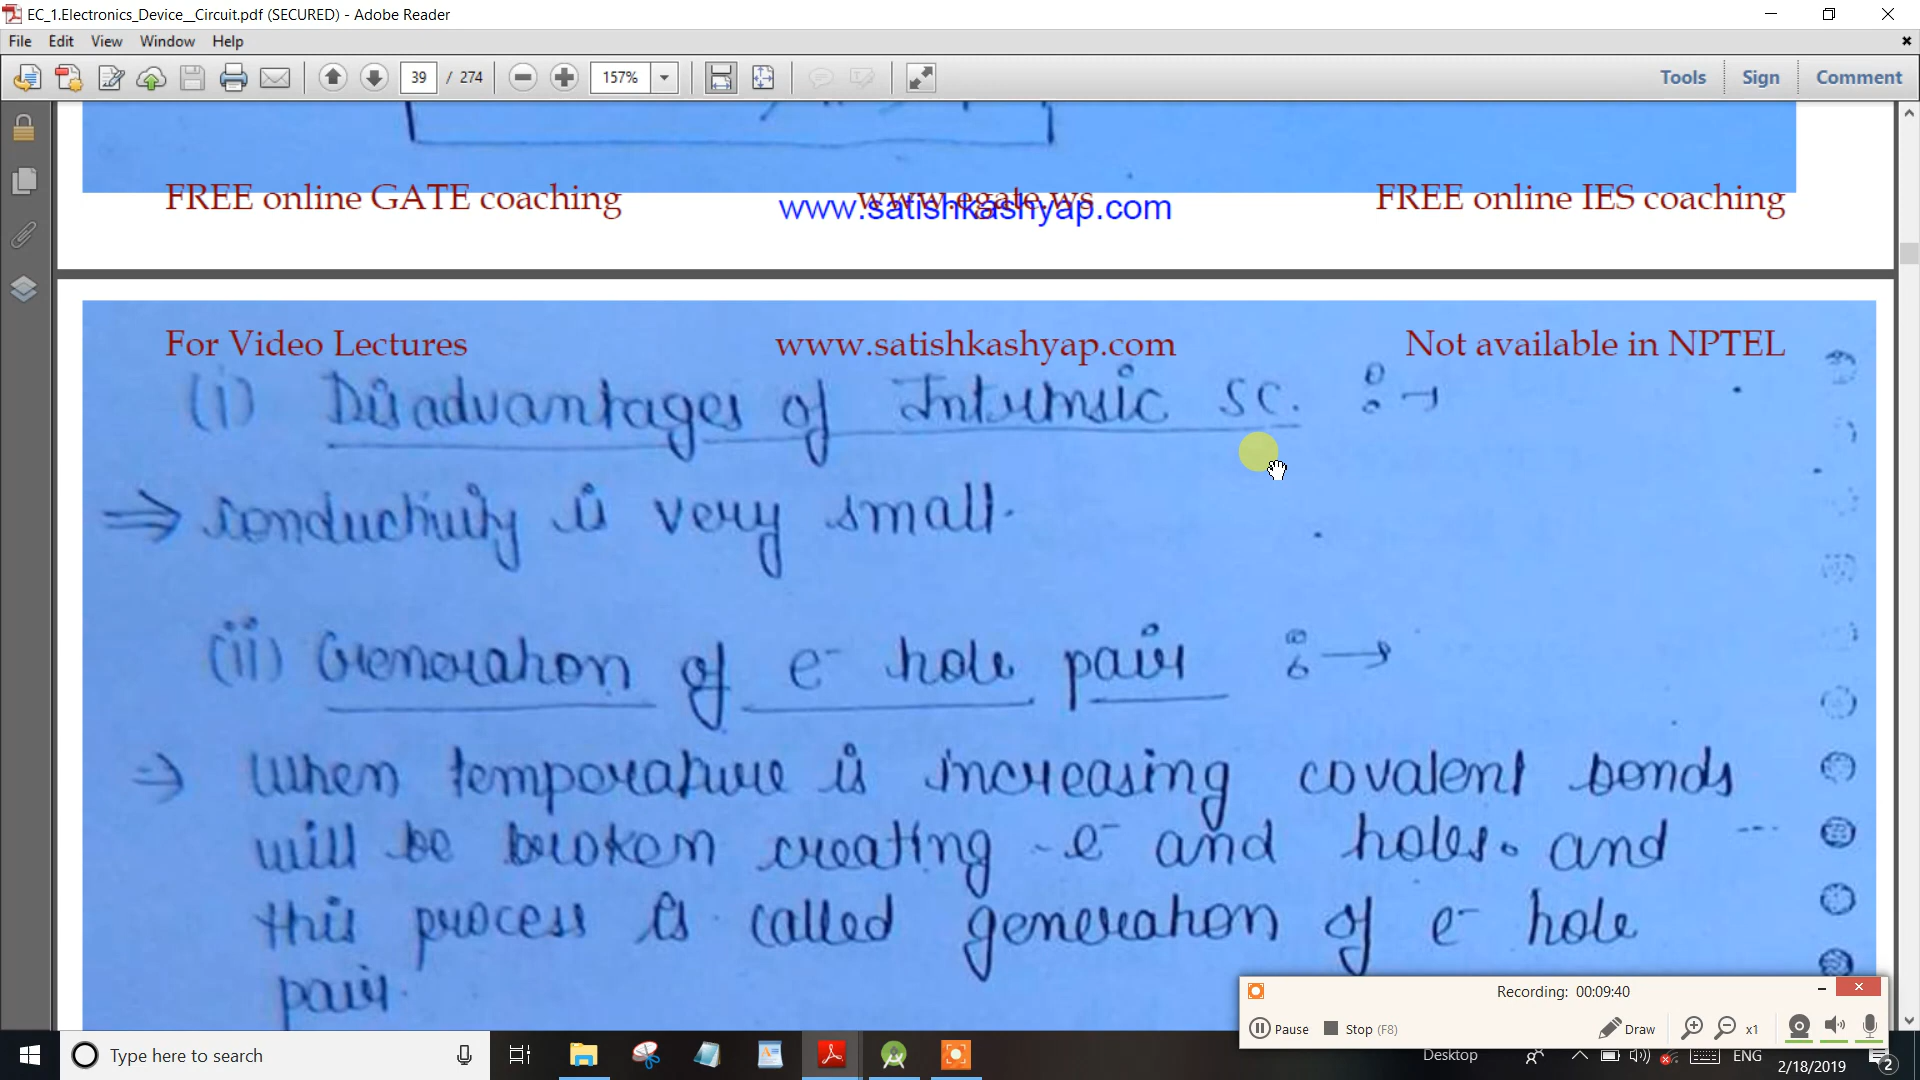 EC_1.Electronics_Device__Circuit.pdf (SECURED) - Adobe Reader
File Edit View Window Help
39 / 274 157% Tools Sign Comment
FREE online GATE coaching www.egate.ws FREE online IES coaching
www.satishkashyap.com
For Video Lectures www.satishkashyap.com Not available in NPTEL
(i) Disadvantages of Intrinsic SC. :→
⇒ conductivity is very small.
(ii) Generation of e- hole pair :→
⇒ When temperature is increasing covalent bonds
will be broken creating e- and holes. and
this process is called generation of e- hole
pair.
Recording: 00:09:40
Pause Stop (F8) Draw x1
Type here to search Desktop ENG 2/18/2019 2